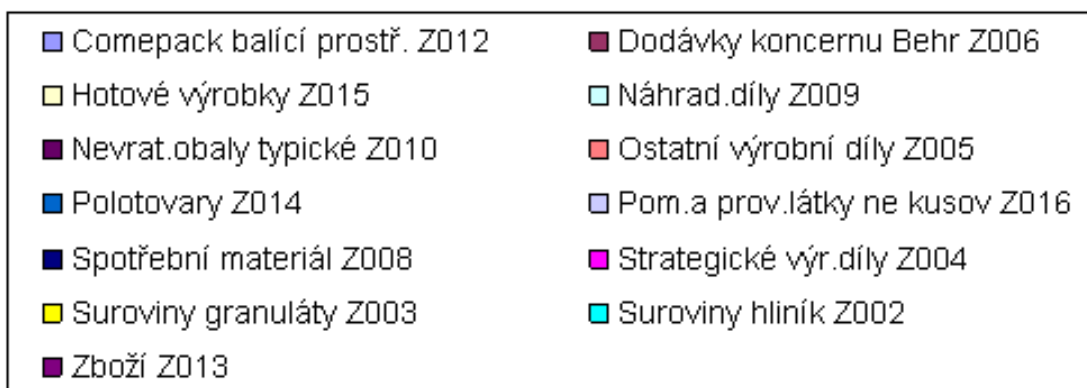 Comepack balící prostř. Z012
Dodávky koncernu Behr Z006
Hotové výrobky Z015
Náhrad.díly Z009
Nevrat.obaly typické Z010
Ostatní výrobní díly Z005
Polotovary Z014
Pom.a prov.látky ne kusov Z016
Spotřební materiál Z008
Strategické výr.díly Z004
Suroviny granuláty Z003
Suroviny hliník Z002
Zboží Z013